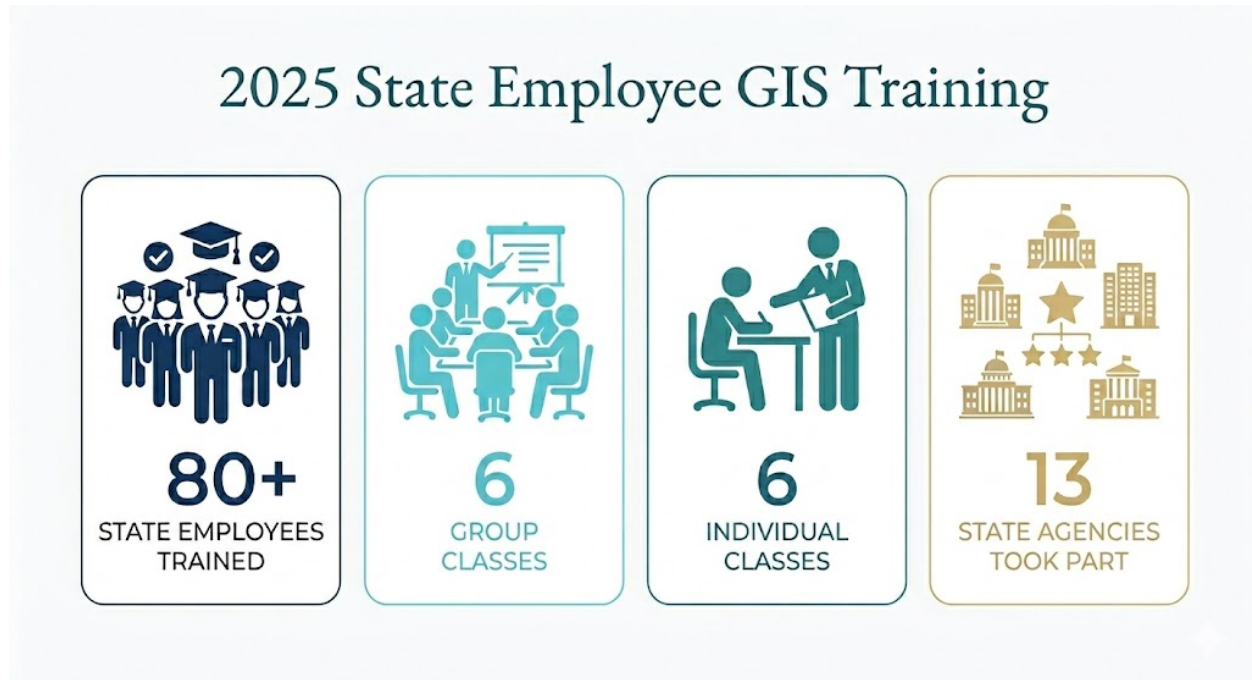 2025 State Employee GIS Training
80+
STATE EMPLOYEES
TRAINED
6
GROUP
CLASSES
6
INDIVIDUAL
CLASSES
13
STATE AGENCIES
TOOK PART